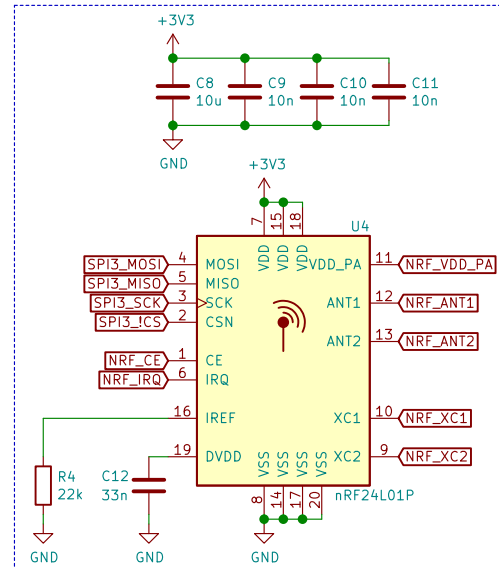 +3V3
C8
10u
C9
10n
C10
10n
C11
10n
GND
+3V3
7
15
18
U4
VDD
VDD
VDD
SPI3_MOSI
4
MOSI
VDD_PA
11
NRF_VDD_PA
SPI3_MISO
5
MISO
SPI3_SCK
3
SCK
ANT1
12
NRF_ANT1
SPI3_!CS
2
CSN
ANT2
13
NRF_ANT2
NRF_CE
1
CE
NRF_IRQ
6
IRQ
16
IREF
XC1
10
NRF_XC1
19
DVDD
XC2
9
NRF_XC2
VSS
VSS
VSS
VSS
R4
22k
C12
33n
8
14
17
20
nRF24L01P
GND
GND
GND